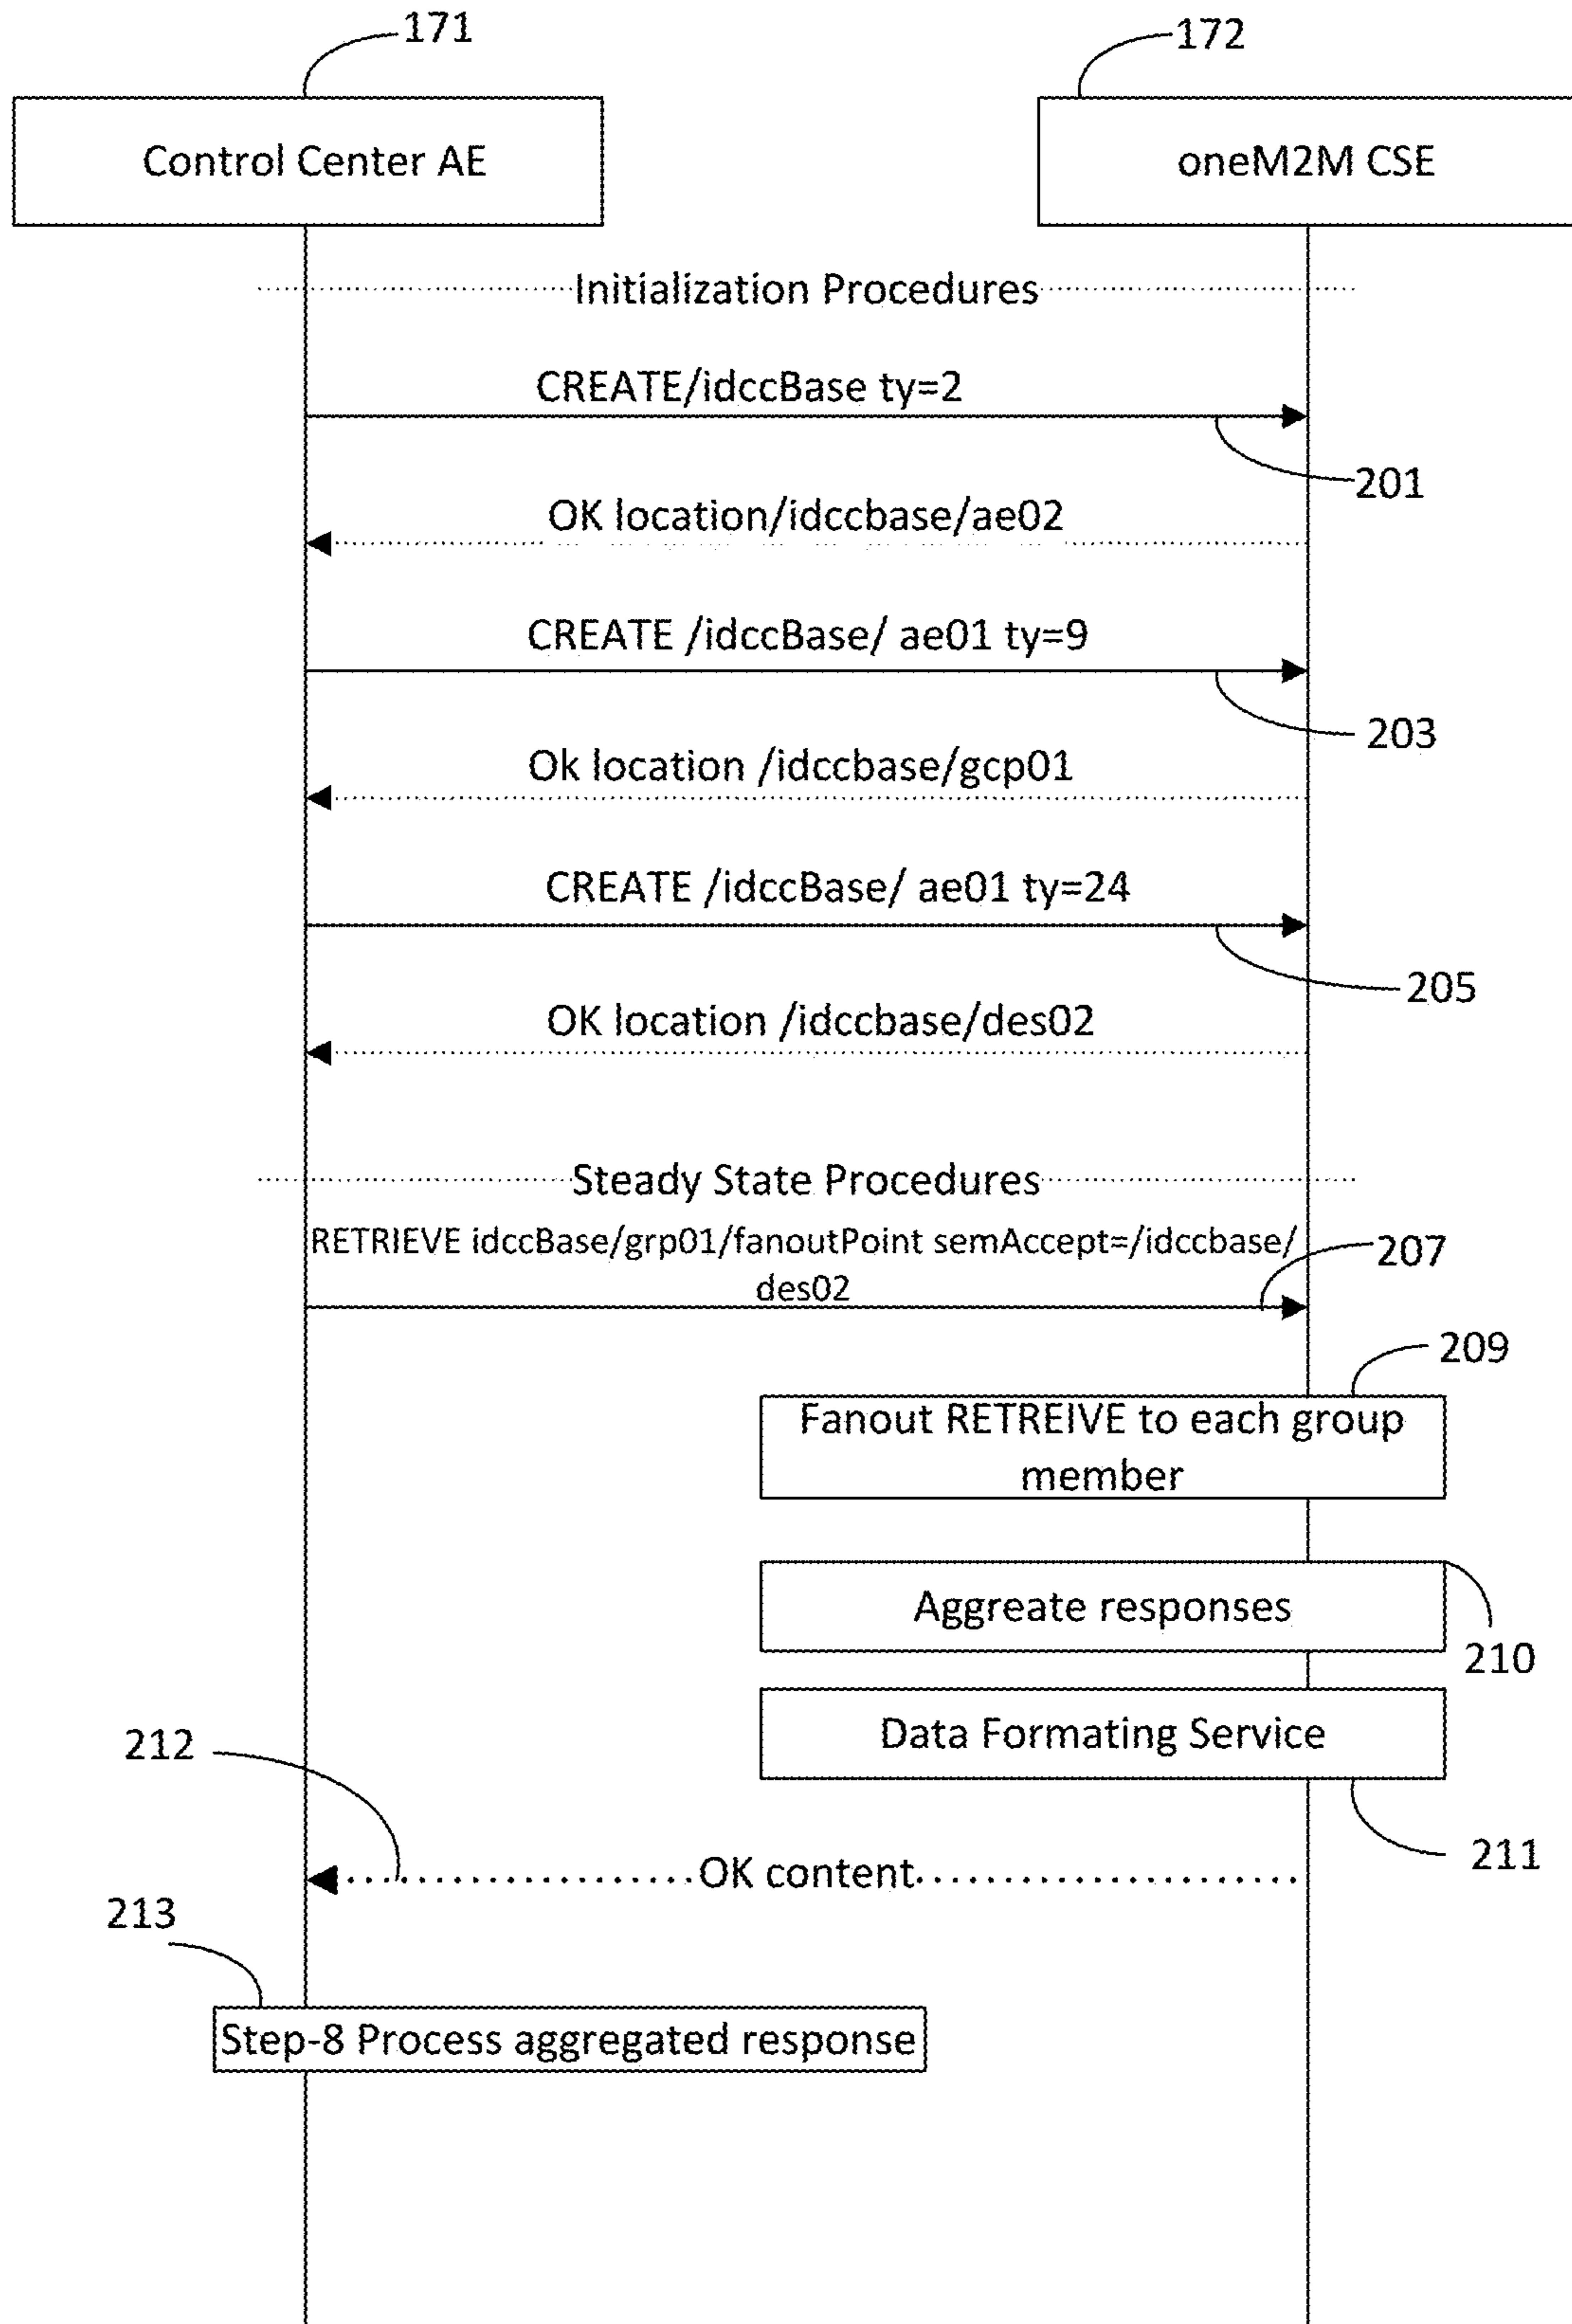 171
172
Control Center AE
oneM2M CSE
Initialization Procedures
CREATE/idccBase ty=2
201
OK location/idccbase/ae02
CREATE /idccBase/ ae01 ty=9
203
Ok location /idccbase/gcp01
CREATE /idccBase/ ae01 ty=24
205
OK location /idccbase/des02
Steady State Procedures
RETRIEVE idccBase/grp01/fanoutPoint semAccept=/idccbase/
207
des02
209
Fanout RETREIVE to each group
member
Aggreate responses
210
Data Formating Service
212
211
OK content
213
Step-8 Process aggregated response